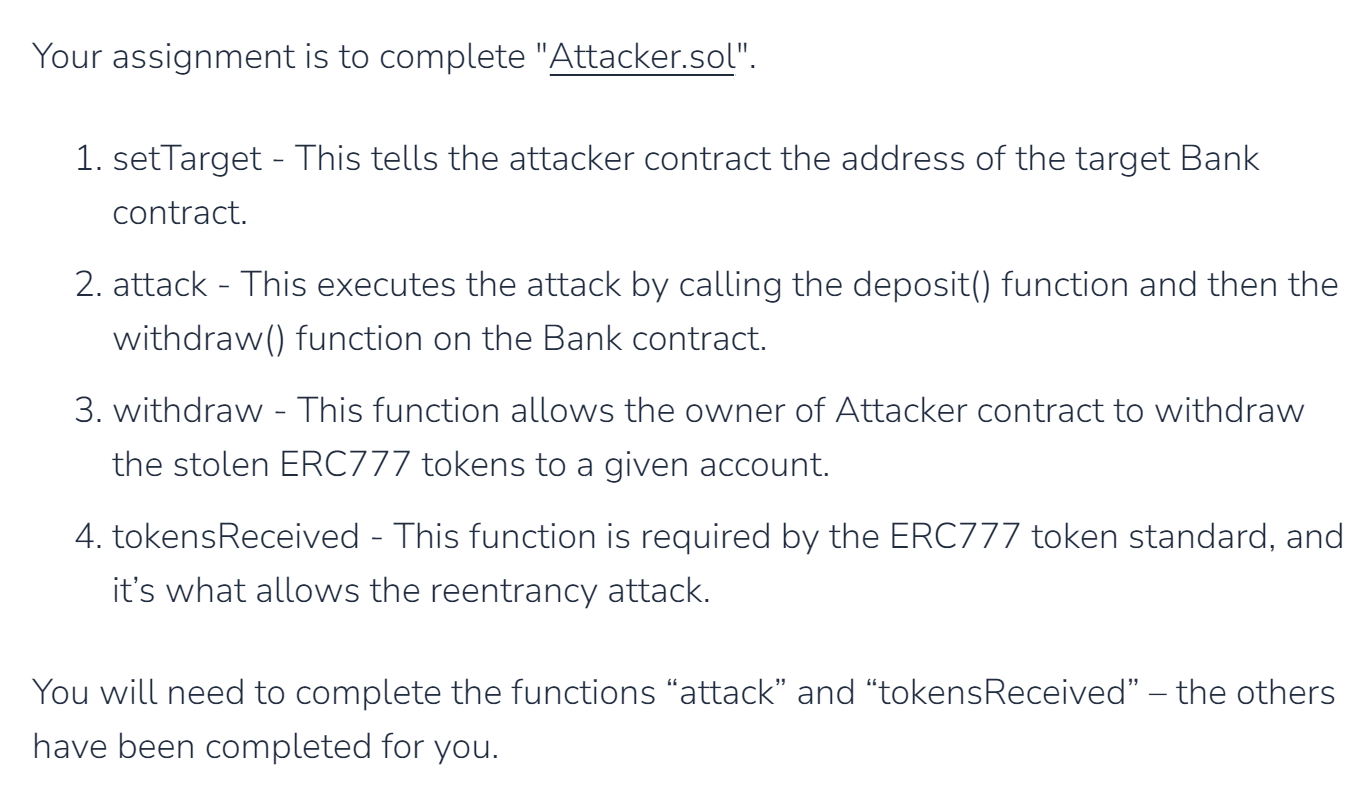 Your assignment is to complete "Attacker.sol".
1. setTarget - This tells the attacker contract the address of the target Bank
contract.
2. attack - This executes the attack by calling the deposit() function and then the
withdraw() function on the Bank contract.
3. withdraw - This function allows the owner of Attacker contract to withdraw
the stolen ERC777 tokens to a given account.
4. tokensReceived - This function is required by the ERC777 token standard, and
it’s what allows the reentrancy attack.
You will need to complete the functions “attack” and “tokensReceived” – the others
have been completed for you.